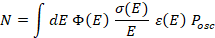 N = ∫ dE Φ(E) σ(E)/E ε(E) P_osc